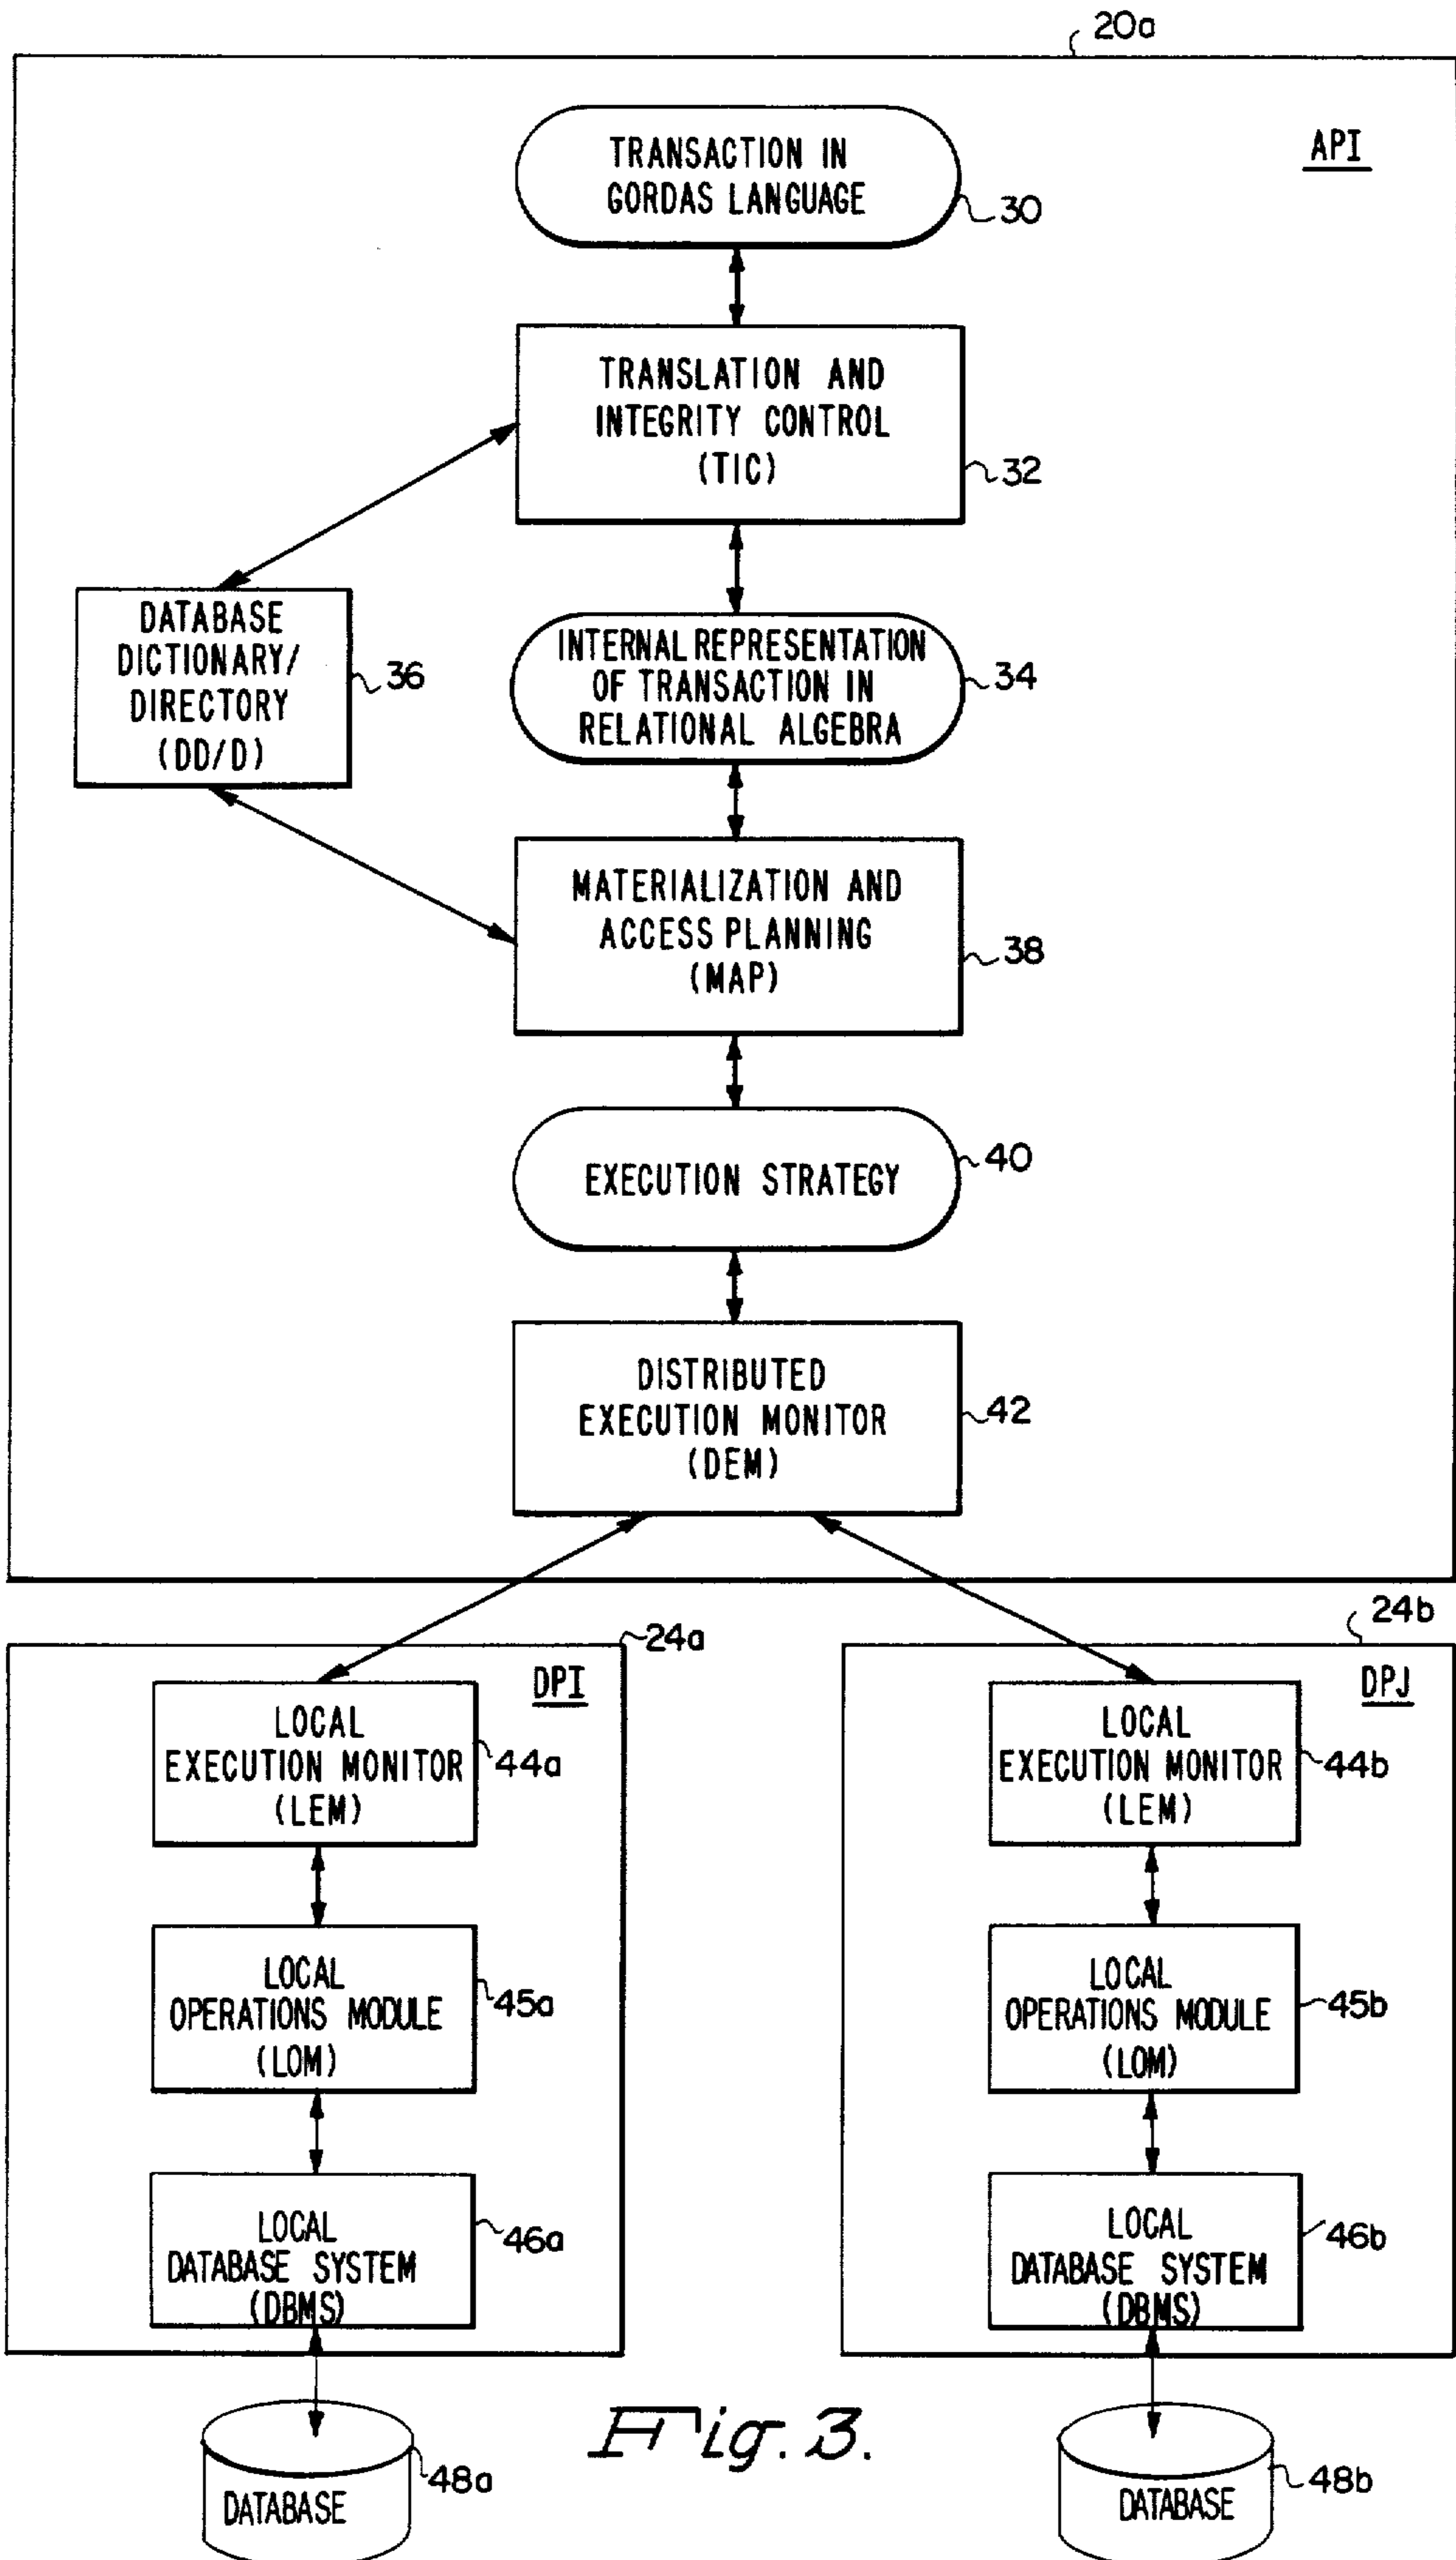 20a
API
TRANSACTION IN
GORDAS LANGUAGE
30
TRANSLATION AND
INTEGRITY CONTROL
(TIC)
32
DATABASE
DICTIONARY/
DIRECTORY
(DD/D)
36
INTERNAL REPRESENTATION
OF TRANSACTION IN
RELATIONAL ALGEBRA
34
MATERIALIZATION AND
ACCESS PLANNING
(MAP)
38
EXECUTION STRATEGY
40
DISTRIBUTED
EXECUTION MONITOR
(DEM)
42
24a
DPI
LOCAL
EXECUTION MONITOR
(LEM)
44a
LOCAL
OPERATIONS MODULE
(LOM)
45a
LOCAL
DATABASE SYSTEM
(DBMS)
46a
DATABASE
48a
24b
DPJ
LOCAL
EXECUTION MONITOR
(LEM)
44b
LOCAL
OPERATIONS MODULE
(LOM)
45b
LOCAL
DATABASE SYSTEM
(DBMS)
46b
DATABASE
48b
Fig. 3.